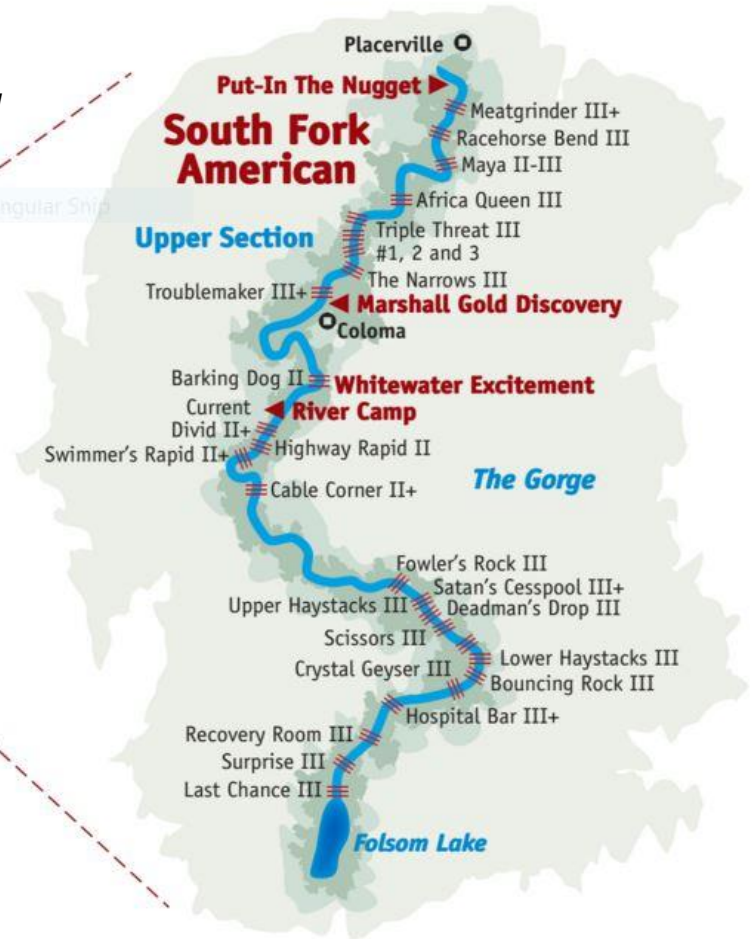 Placerville
Put-In The Nugget
South Fork
American
Meatgrinder III+
Racehorse Bend III
Maya II-III
Africa Queen III
Upper Section
Triple Threat III
#1, 2 and 3
The Narrows III
Troublemaker III+
Marshall Gold Discovery
Coloma
Barking Dog II
Whitewater Excitement
River Camp
Current
Divid II+
Highway Rapid II
Swimmer's Rapid II+
The Gorge
Cable Corner II+
Fowler's Rock III
Satan's Cesspool III+
Upper Haystacks III
Deadman's Drop III
Scissors III
Lower Haystacks III
Crystal Geyser III
Bouncing Rock III
Hospital Bar III+
Recovery Room III
Surprise III
Last Chance III
Folsom Lake